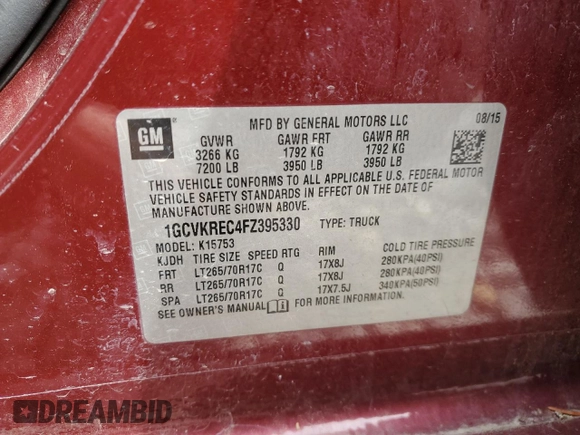 MFD BY GENERAL MOTORS LLC 08/15
GM
GVWR GAWR FRT GAWR RR
3266 KG 1792 KG 1792 KG
7200 LB 3950 LB 3950 LB
THIS VEHICLE CONFORMS TO ALL APPLICABLE U.S. FEDERAL MOTOR
VEHICLE SAFETY STANDARDS IN EFFECT ON THE DATE OF
MANUFACTURE SHOWN ABOVE.
1GCVKREC4FZ395330 TYPE: TRUCK
MODEL: K15753
KJDH TIRE SIZE SPEED RTG RIM COLD TIRE PRESSURE
FRT LT265/70R17C Q 17X8J 280KPA(40PSI)
RR LT265/70R17C Q 17X8J 280KPA(40PSI)
SPA LT265/70R17C Q 17X7.5J 340KPA(50PSI)
SEE OWNER'S MANUAL FOR MORE INFORMATION.
DREAMBID